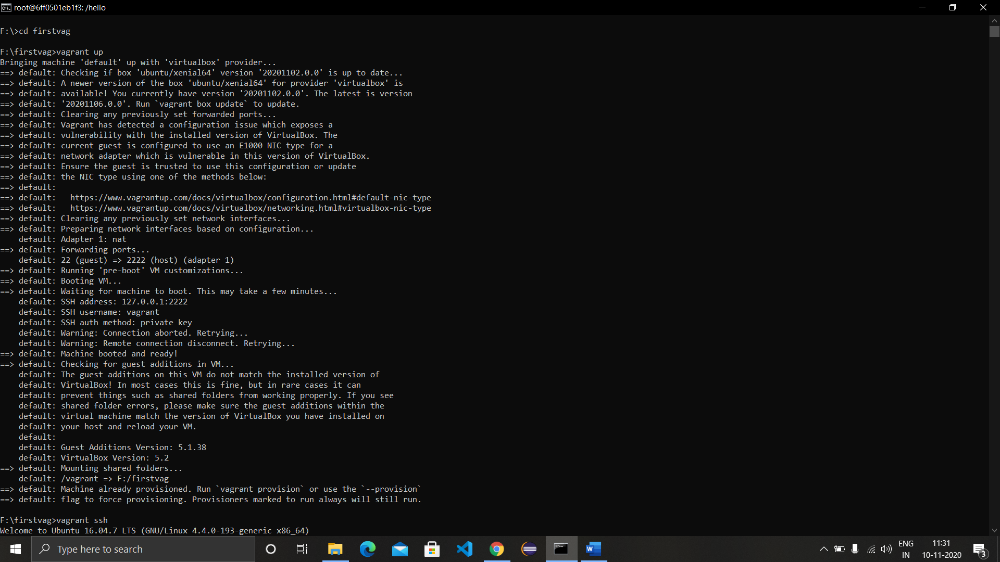 root@6ff0501eb1f3: /hello
F:\>cd firstvag
F:\firstvag>vagrant up
Bringing machine 'default' up with 'virtualbox' provider...
==> default: Checking if box 'ubuntu/xenial64' version '20201102.0.0' is up to date...
==> default: A newer version of the box 'ubuntu/xenial64' for provider 'virtualbox' is
==> default: available! You currently have version '20201102.0.0'. The latest is version
==> default: '20201106.0.0'. Run `vagrant box update` to update.
==> default: Clearing any previously set forwarded ports...
==> default: Vagrant has detected a configuration issue which exposes a
==> default: vulnerability with the installed version of VirtualBox. The
==> default: current guest is configured to use an E1000 NIC type for a
==> default: network adapter which is vulnerable in this version of VirtualBox.
==> default: Ensure the guest is trusted to use this configuration or update
==> default: the NIC type using one of the methods below:
==> default:
==> default:   https://www.vagrantup.com/docs/virtualbox/configuration.html#default-nic-type
==> default:   https://www.vagrantup.com/docs/virtualbox/networking.html#virtualbox-nic-type
==> default: Clearing any previously set network interfaces...
==> default: Preparing network interfaces based on configuration...
    default: Adapter 1: nat
==> default: Forwarding ports...
    default: 22 (guest) => 2222 (host) (adapter 1)
==> default: Running 'pre-boot' VM customizations...
==> default: Booting VM...
==> default: Waiting for machine to boot. This may take a few minutes...
    default: SSH address: 127.0.0.1:2222
    default: SSH username: vagrant
    default: SSH auth method: private key
    default: Warning: Connection aborted. Retrying...
    default: Warning: Remote connection disconnect. Retrying...
==> default: Machine booted and ready!
==> default: Checking for guest additions in VM...
    default: The guest additions on this VM do not match the installed version of
    default: VirtualBox! In most cases this is fine, but in rare cases it can
    default: prevent things such as shared folders from working properly. If you see
    default: shared folder errors, please make sure the guest additions within the
    default: virtual machine match the version of VirtualBox you have installed on
    default: your host and reload your VM.
    default:
    default: Guest Additions Version: 5.1.38
    default: VirtualBox Version: 5.2
==> default: Mounting shared folders...
    default: /vagrant => F:/firstvag
==> default: Machine already provisioned. Run `vagrant provision` or use the `--provision`
==> default: flag to force provisioning. Provisioners marked to run always will still run.
F:\firstvag>vagrant ssh
Welcome to Ubuntu 16.04.7 LTS (GNU/Linux 4.4.0-193-generic x86_64)
Type here to search
ENG
IN
11:31
10-11-2020
3